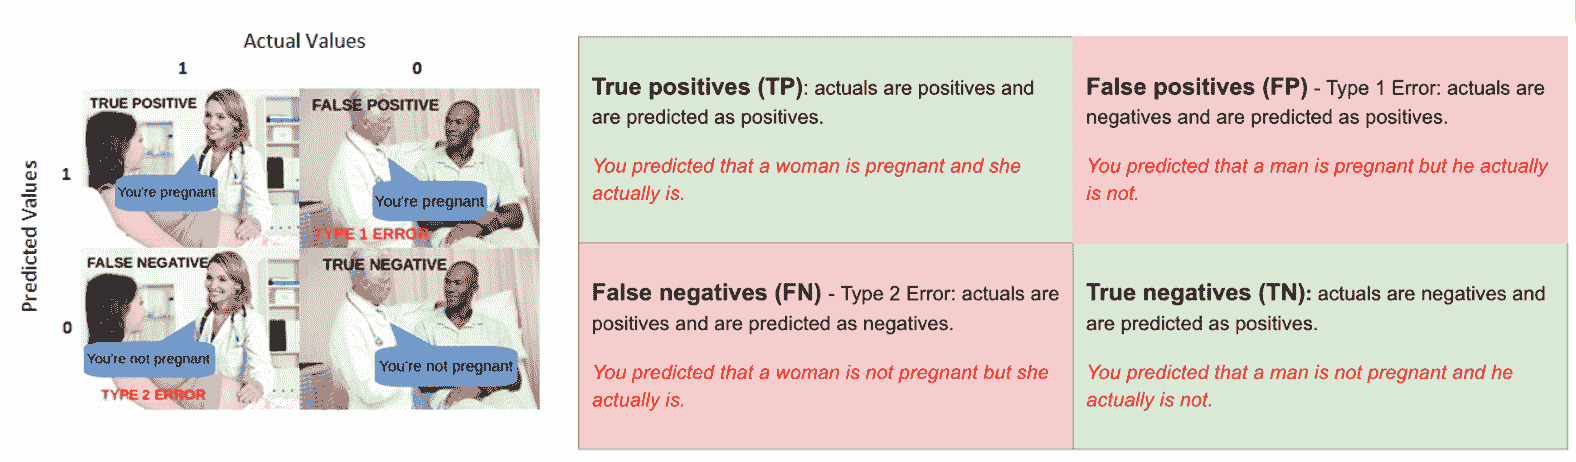 Actual Values
1
0
Predicted Values
1
0
TRUE POSITIVE
You're pregnant
FALSE POSITIVE
You're pregnant
TYPE 1 ERROR
FALSE NEGATIVE
You're not pregnant
TYPE 2 ERROR
TRUE NEGATIVE
You're not pregnant
True positives (TP): actuals are positives and
are predicted as positives.
You predicted that a woman is pregnant and she
actually is.
False positives (FP) - Type 1 Error: actuals are
negatives and are predicted as positives.
You predicted that a man is pregnant but he actually
is not.
False negatives (FN) - Type 2 Error: actuals are
positives and are predicted as negatives.
You predicted that a woman is not pregnant but she
actually is.
True negatives (TN): actuals are negatives and
are predicted as positives.
You predicted that a man is not pregnant and he
actually is not.